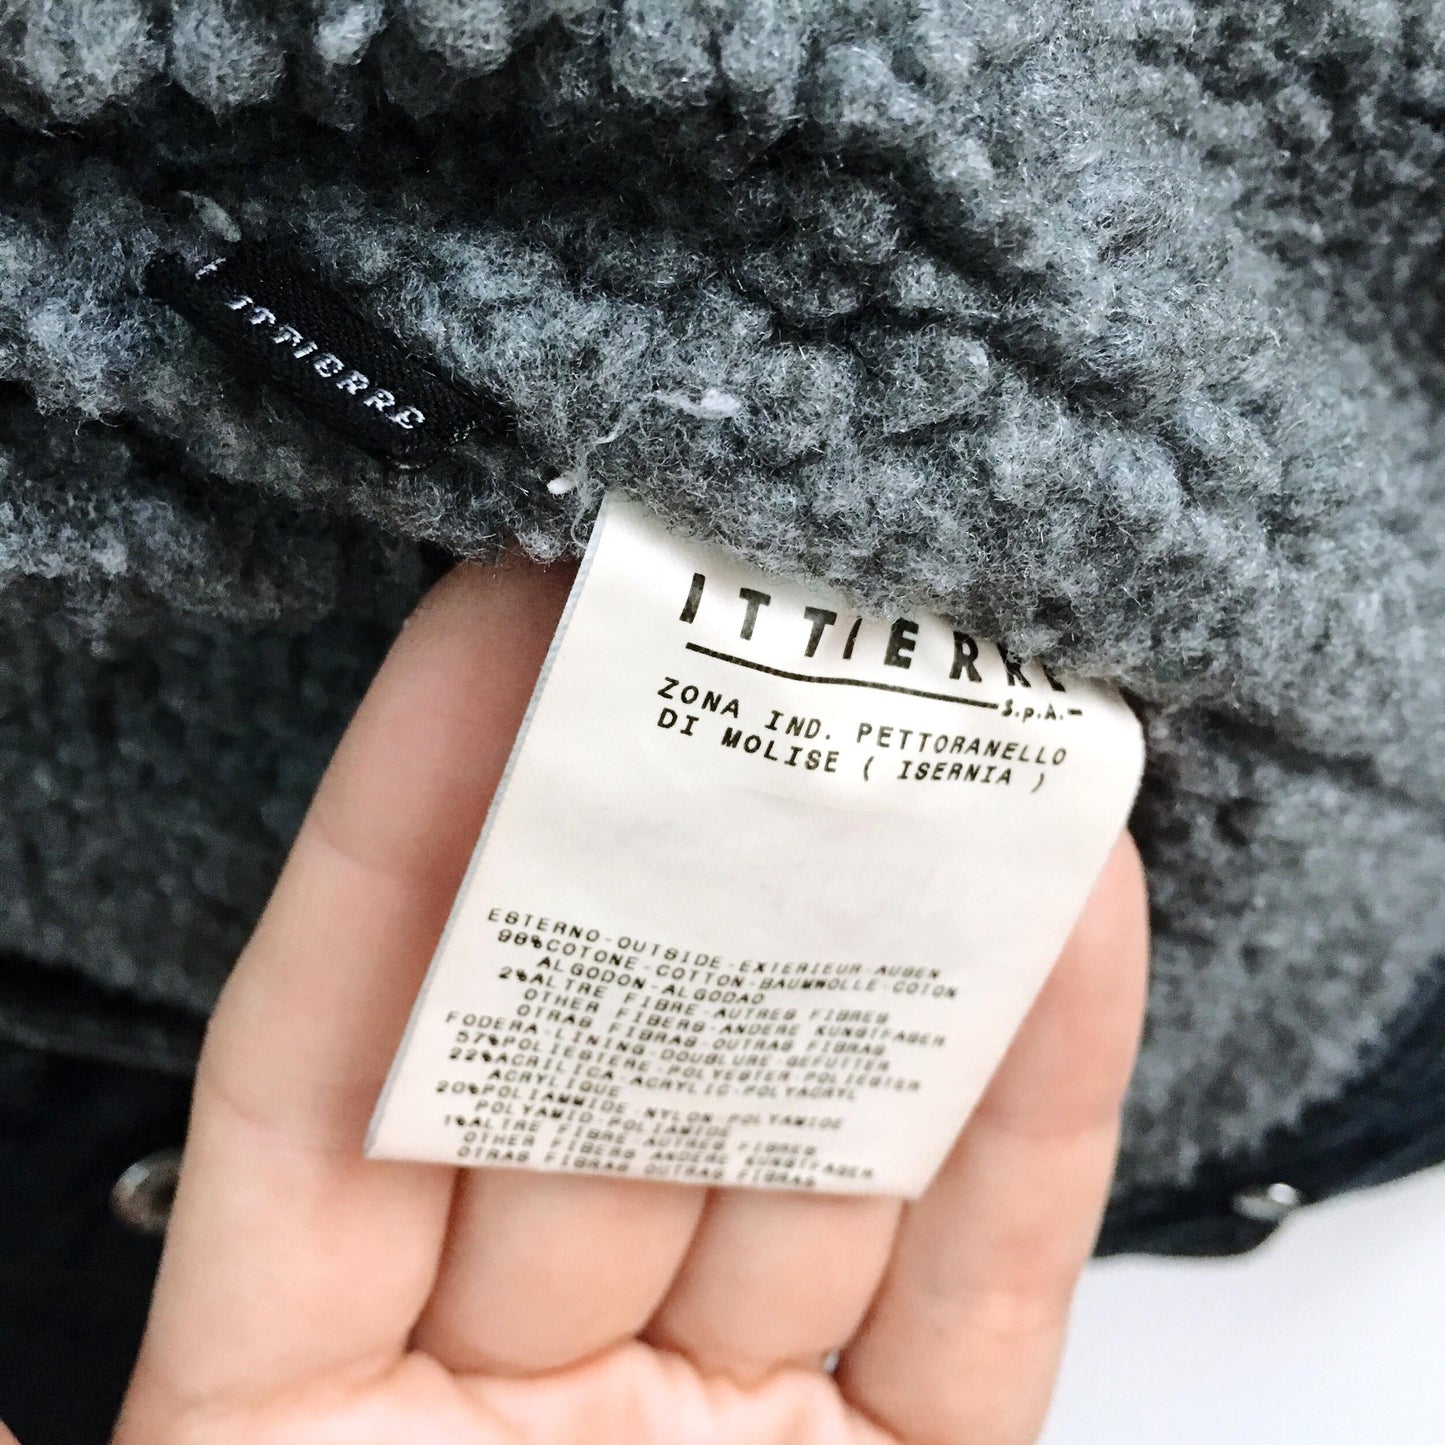 ITTIERRE
ITTIERRE
S.p.A.
ZONA IND. PETTORANELLO
DI MOLISE ( ISERNIA )
ESTERNO-OUTSIDE-EXTERIEUR-AUßEN
98%COTONE-COTTON-BAUMWOLLE-COTON
ALGODON-ALGODAO
2%ALTRE FIBRE-AUTRES FIBRES
OTHER FIBERS-ANDERE KUNSTFASER
OTRAS FIBRAS-OUTRAS FIBRAS
FODERA-LINING-DOUBLURE-GEFUTTER
57%POLIESTERE-POLYESTER POLIESTER
22%ACRILICA-ACRYLIC-POLYACRYL
ACRYLIQUE
20%POLIAMMIDE-NYLON-POLYAMIDE
POLYAMID-POLIAMIDE
1%ALTRE FIBRE-AUTRES FIBRES
OTHER FIBERS-ANDERE KUNSTFASER
OTRAS FIBRAS OUTRAS FIBRAS